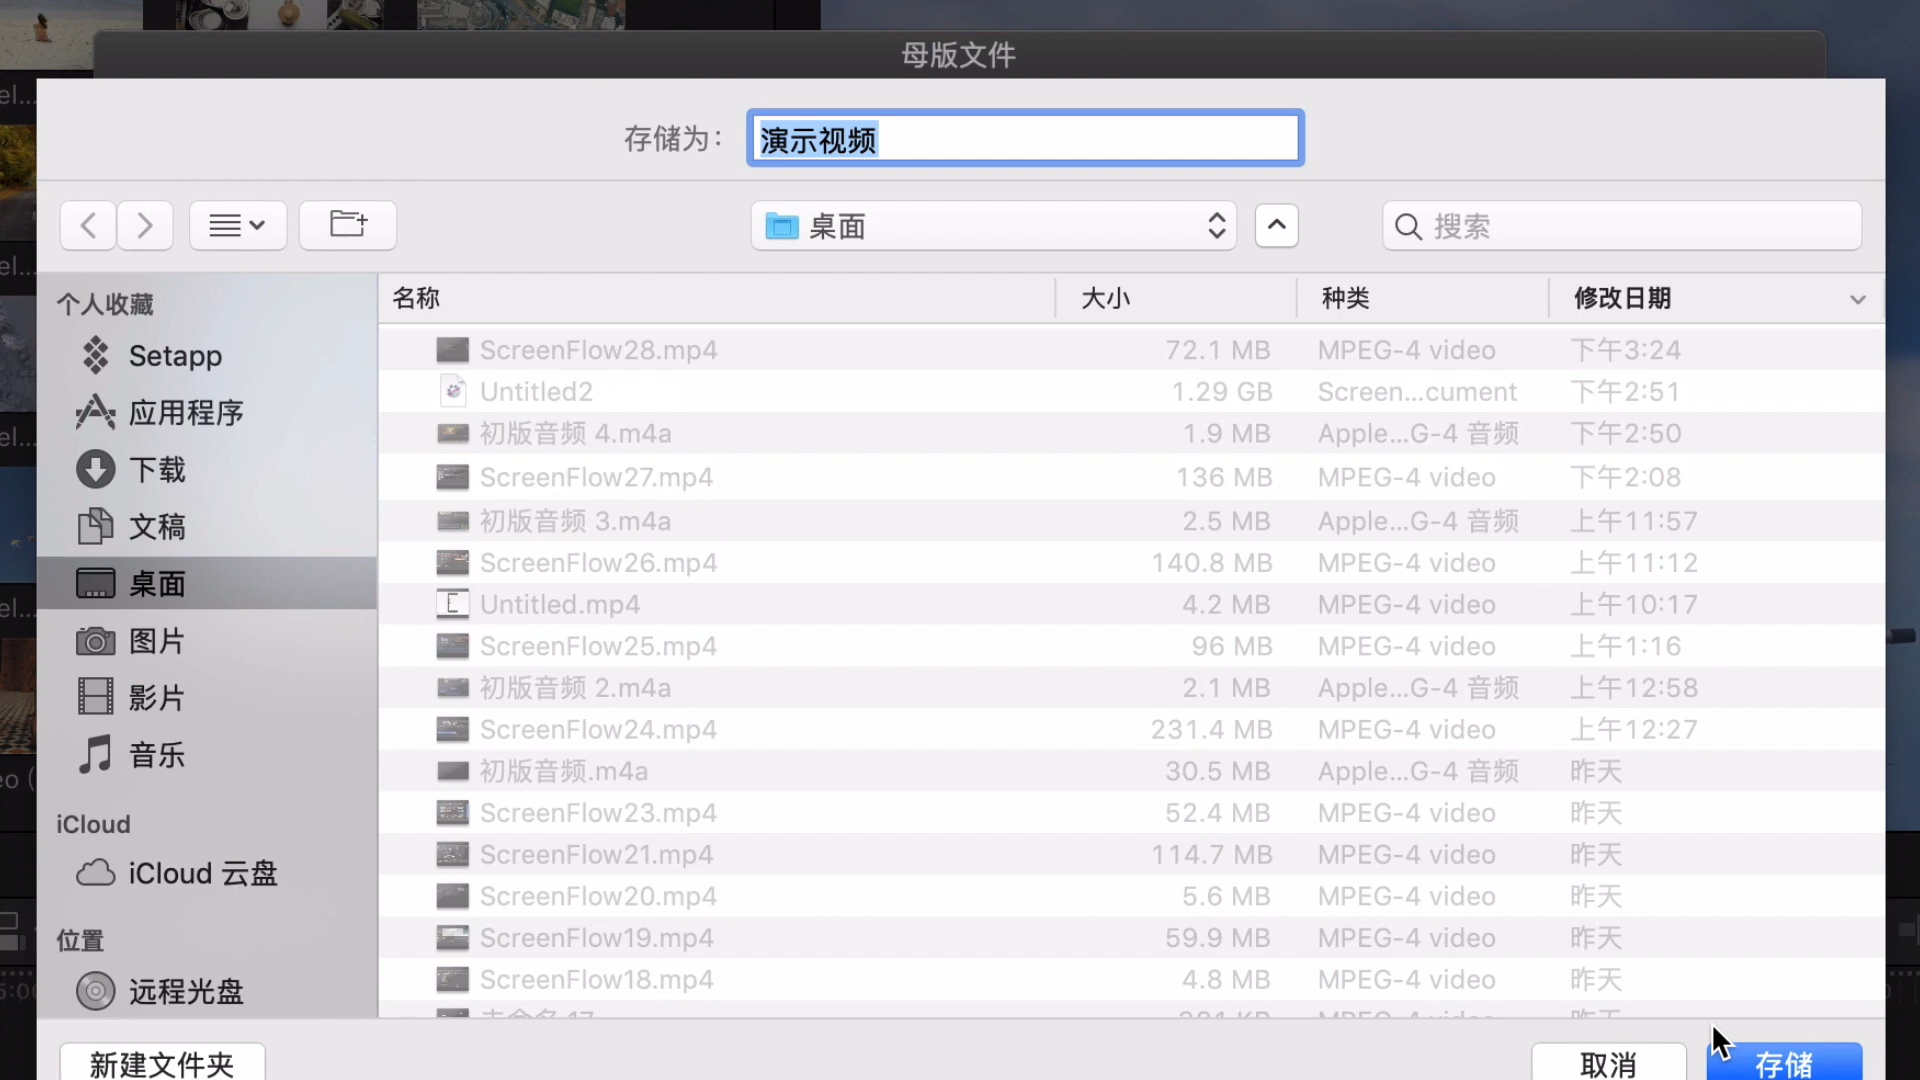 母版文件
存储为：
演示视频
桌面
搜索
个人收藏
Setapp
应用程序
下载
文稿
桌面
图片
影片
音乐
iCloud
iCloud 云盘
位置
远程光盘
名称 大小 种类 修改日期
ScreenFlow28.mp4 72.1 MB MPEG-4 video 下午3:24
Untitled2 1.29 GB Screen...cument 下午2:51
初版音频 4.m4a 1.9 MB Apple...G-4 音频 下午2:50
ScreenFlow27.mp4 136 MB MPEG-4 video 下午2:08
初版音频 3.m4a 2.5 MB Apple...G-4 音频 上午11:57
ScreenFlow26.mp4 140.8 MB MPEG-4 video 上午11:12
Untitled.mp4 4.2 MB MPEG-4 video 上午10:17
ScreenFlow25.mp4 96 MB MPEG-4 video 上午1:16
初版音频 2.m4a 2.1 MB Apple...G-4 音频 上午12:58
ScreenFlow24.mp4 231.4 MB MPEG-4 video 上午12:27
初版音频.m4a 30.5 MB Apple...G-4 音频 昨天
ScreenFlow23.mp4 52.4 MB MPEG-4 video 昨天
ScreenFlow21.mp4 114.7 MB MPEG-4 video 昨天
ScreenFlow20.mp4 5.6 MB MPEG-4 video 昨天
ScreenFlow19.mp4 59.9 MB MPEG-4 video 昨天
ScreenFlow18.mp4 4.8 MB MPEG-4 video 昨天
新建文件夹
取消
存储